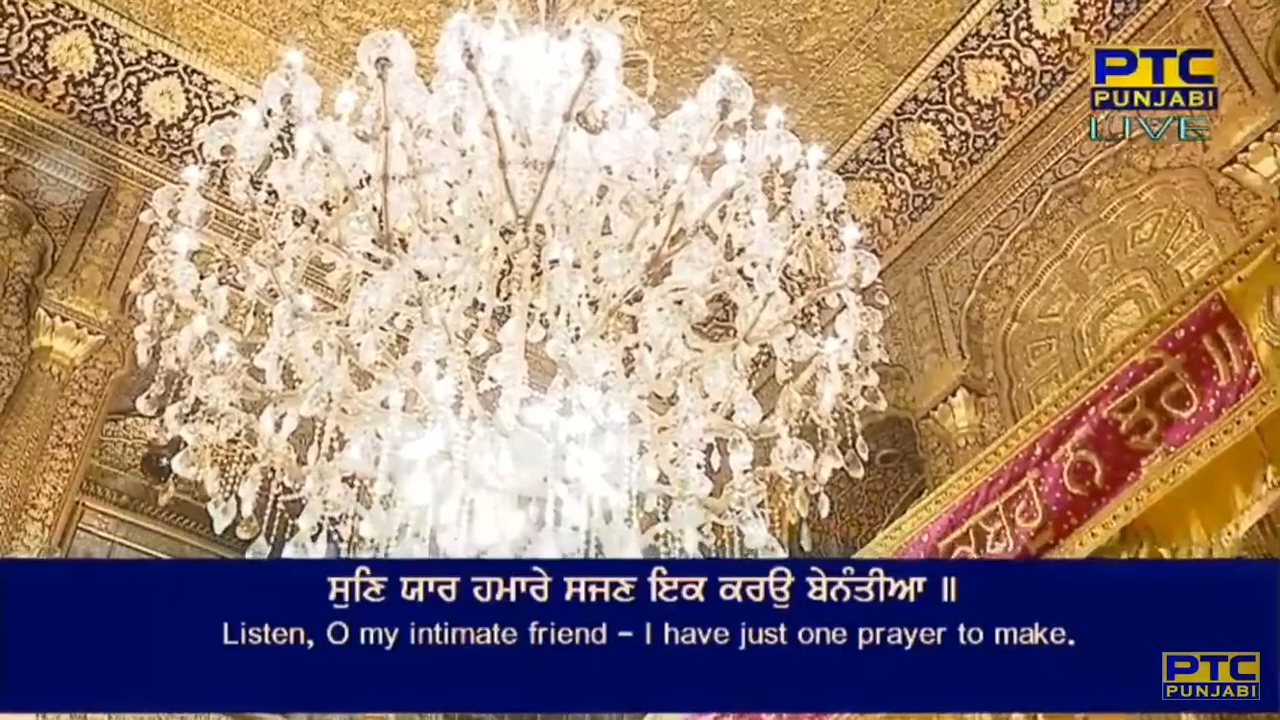 PTC
PUNJABI
LIVE
ਕਬਹੁ ਨ ਝੂਰੇ ॥
ਸੁਣਿ ਯਾਰ ਹਮਾਰੇ ਸਜਣ ਇਕ ਕਰਉ ਬੇਨੰਤੀਆ ॥
Listen, O my intimate friend – I have just one prayer to make.
PTC
PUNJABI